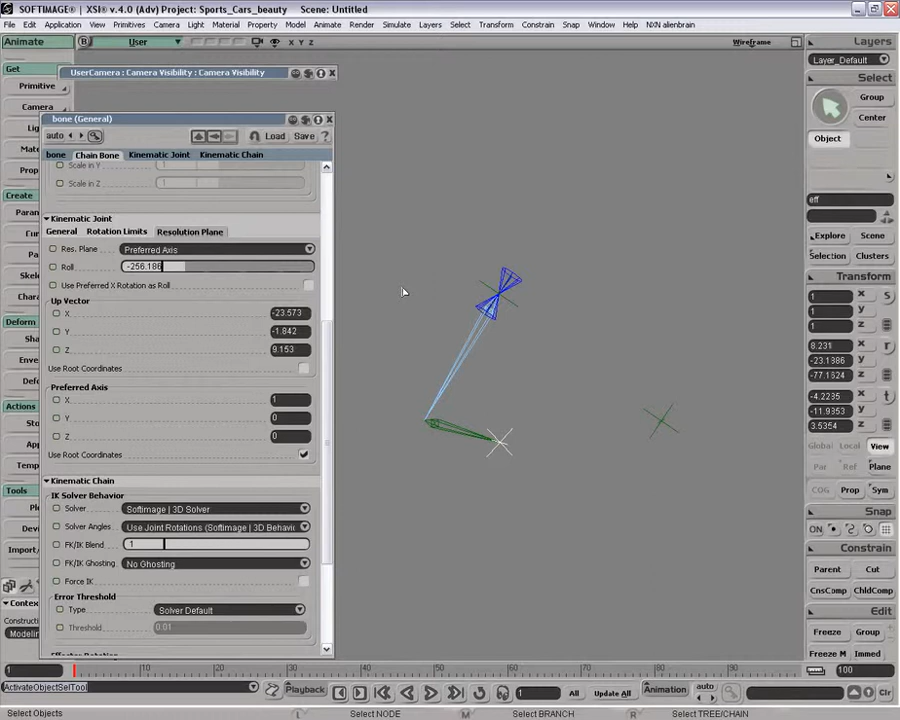 SOFTIMAGE® | XSI® v.4.0 (Adv) Project: Sports_Cars_beauty    Scene: Untitled
File Edit View Primitives Camera Light Material Property Model Animate Render Simulate Layers Select Transform Constrain Snap Window Help NXN alienbrain
Animate
B User X Y Z Wireframe
Layers
Layer_Default
Get
UserCamera : Camera Visibility : Camera Visibility
Select
Primitive
Camera
Group
Center
bone (General)
auto Load Save
Object
bone Chain Bone Kinematic Joint Kinematic Chain
Scale in Y 1
Scale in Z 1
Create
eff
Kinematic Joint
General Rotation Limits Resolution Plane
Explore Scene
Res. Plane Preferred Axis
Selection Clusters
Roll -256.186
Use Preferred X Rotation as Roll
Transform
Up Vector
X -23.573
Y -1.842
Z 9.153
Use Root Coordinates
1 x S
1 y
1 z
Deform
8.231 x r
-23.1386 y
-77.1624 z
Preferred Axis
X 1
Y 0
Z 0
Use Root Coordinates
-4.2235 x t
-11.9353 y
3.5354 z
Actions
Global Local View
Par Ref Plane
COG Prop Sym
Kinematic Chain
IK Solver Behavior
Solver Softimage | 3D Solver
Solver Angles Use Joint Rotations (Softimage | 3D Behavi
FK/IK Blend 1
FK/IK Ghosting No Ghosting
Force IK
Error Threshold
Type Solver Default
Threshold 0.01
Tools
Import/
Snap
ON
Constrain
Parent Cut
CnsComp ChldComp
Edit
Freeze Group
Freeze M Immed
Modelin
1 10 20 30 40 50 60 70 80 90 100
ActivateObjectSelTool Playback 1 All Update All Animation auto Clr
Select Objects L Select NODE M Select BRANCH R Select TREE/CHAIN